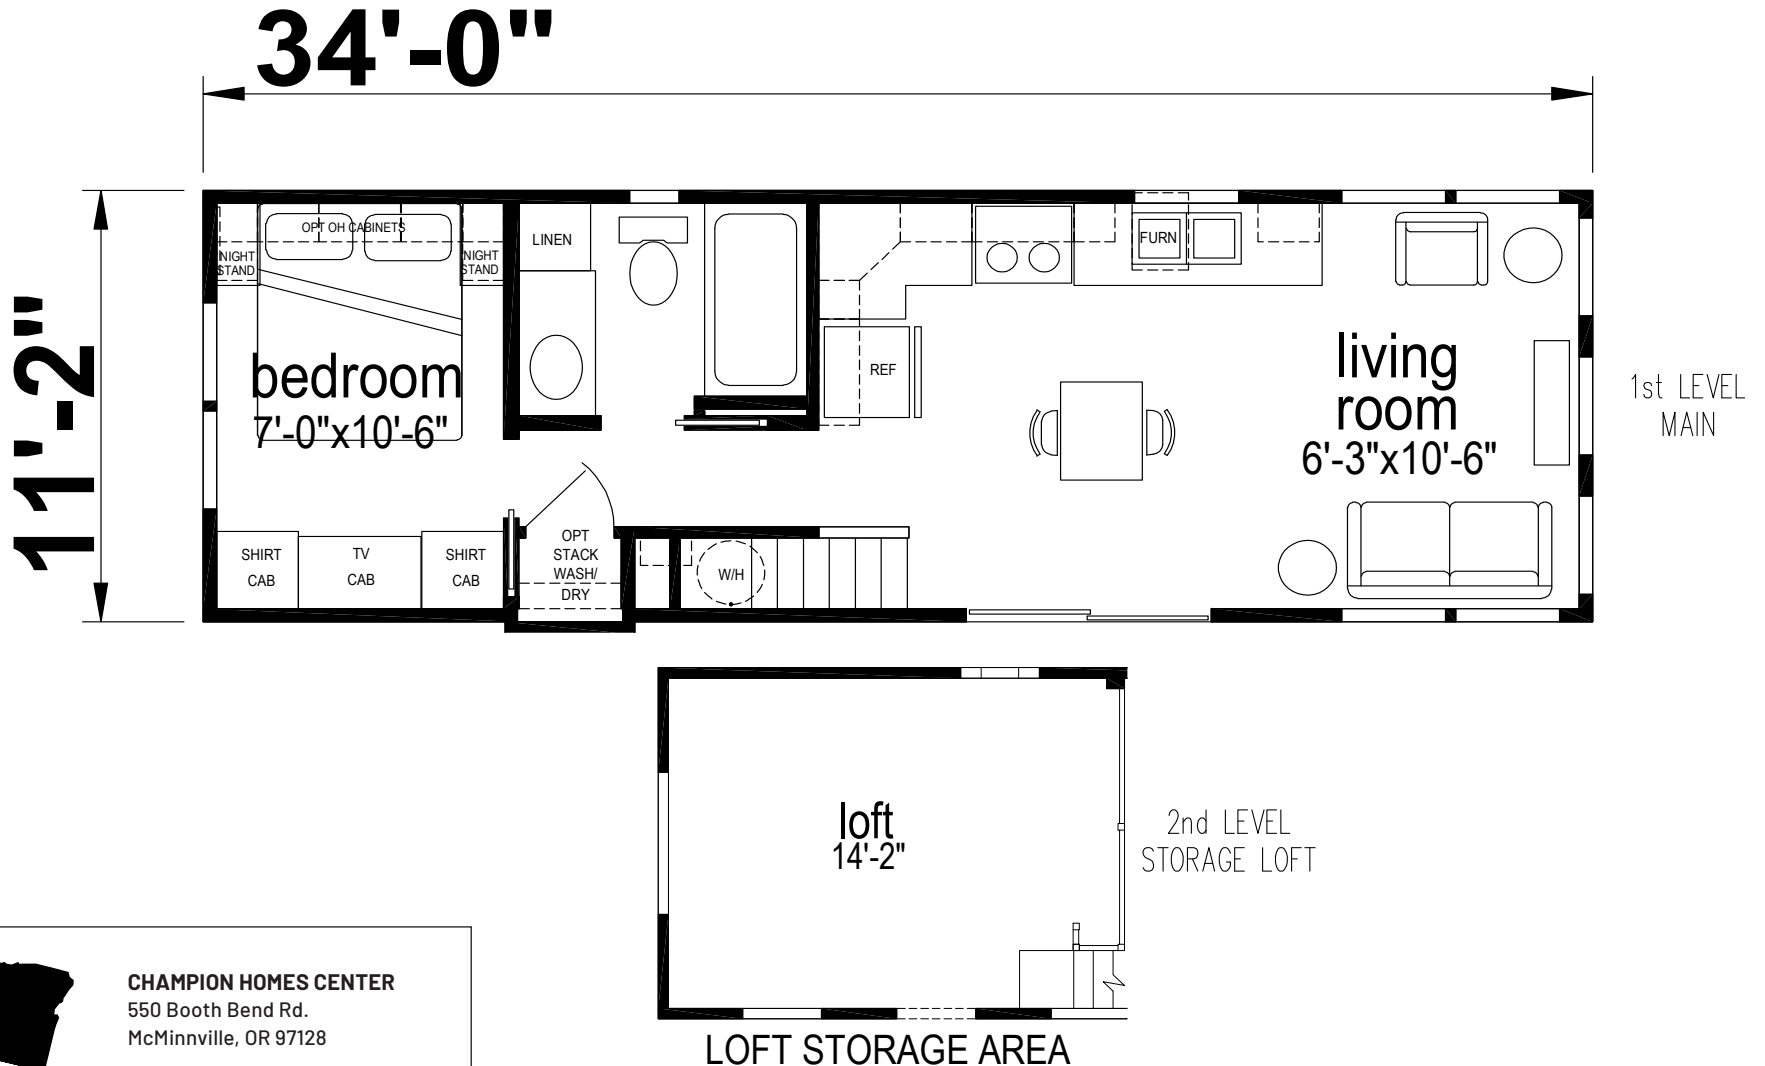 34'-0"
11'-2"
OPT OH CABINETS
NIGHT
STAND
NIGHT
STAND
bedroom
7'-0"x10'-6"
SHIRT
CAB
TV
CAB
SHIRT
CAB
LINEN
OPT
STACK
WASH/
DRY
W/H
REF
FURN
living
room
6'-3"x10'-6"
1st LEVEL
MAIN
loft
14'-2"
2nd LEVEL
STORAGE LOFT
LOFT STORAGE AREA
CHAMPION HOMES CENTER
550 Booth Bend Rd.
McMinnville, OR 97128